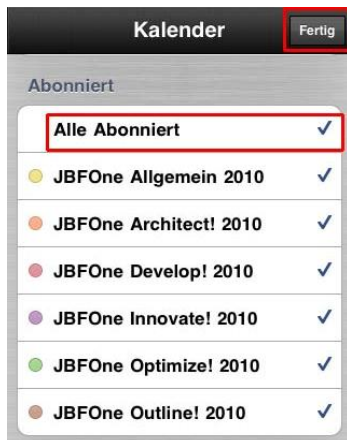 Kalender
Fertig
Abonniert
Alle Abonniert
JBFOne Allgemein 2010
JBFOne Architect! 2010
JBFOne Develop! 2010
JBFOne Innovate! 2010
JBFOne Optimize! 2010
JBFOne Outline! 2010